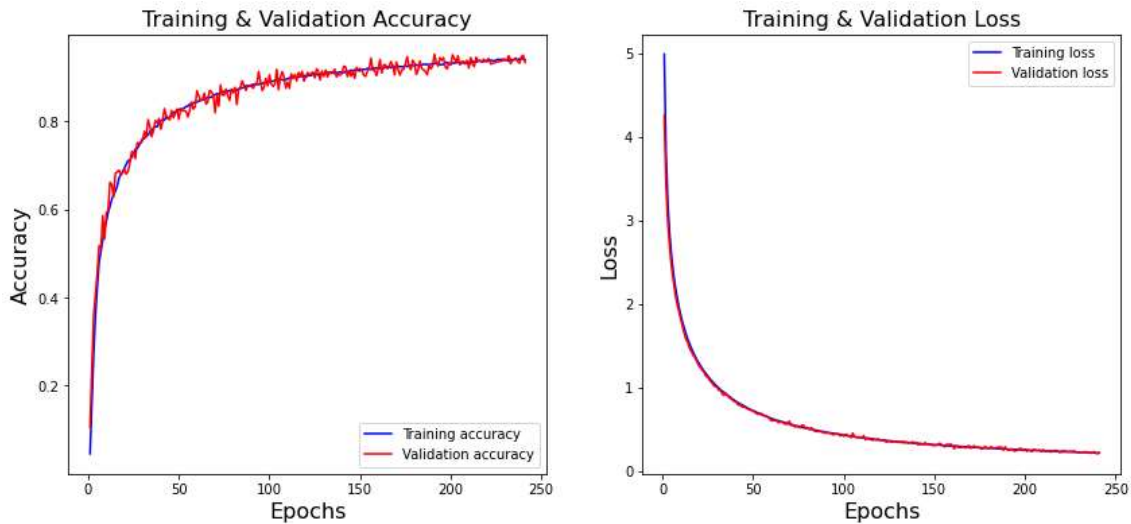 Training & Validation Accuracy
Accuracy
0.8
0.6
0.4
0.2
Training accuracy
Validation accuracy
0
50
100
150
200
250
Epochs
Training & Validation Loss
Loss
5
4
3
2
1
0
Training loss
Validation loss
0
50
100
150
200
250
Epochs